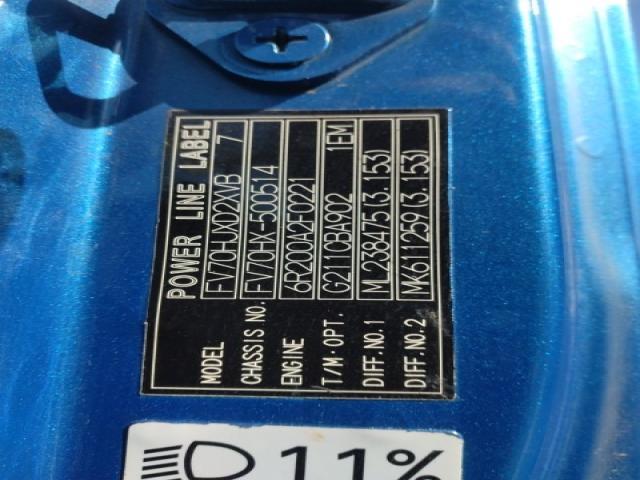 POWER LINE LABEL
MODEL FV70HJXD2XVB 7
CHASSIS NO. FV70HX-500514
ENGINE 6R200A2F0221
T/M·OPT. G211OBA902 1EM
DIFF.NO.1 ML238475(3.153)
DIFF.NO.2 MK611259(3.153)
11%